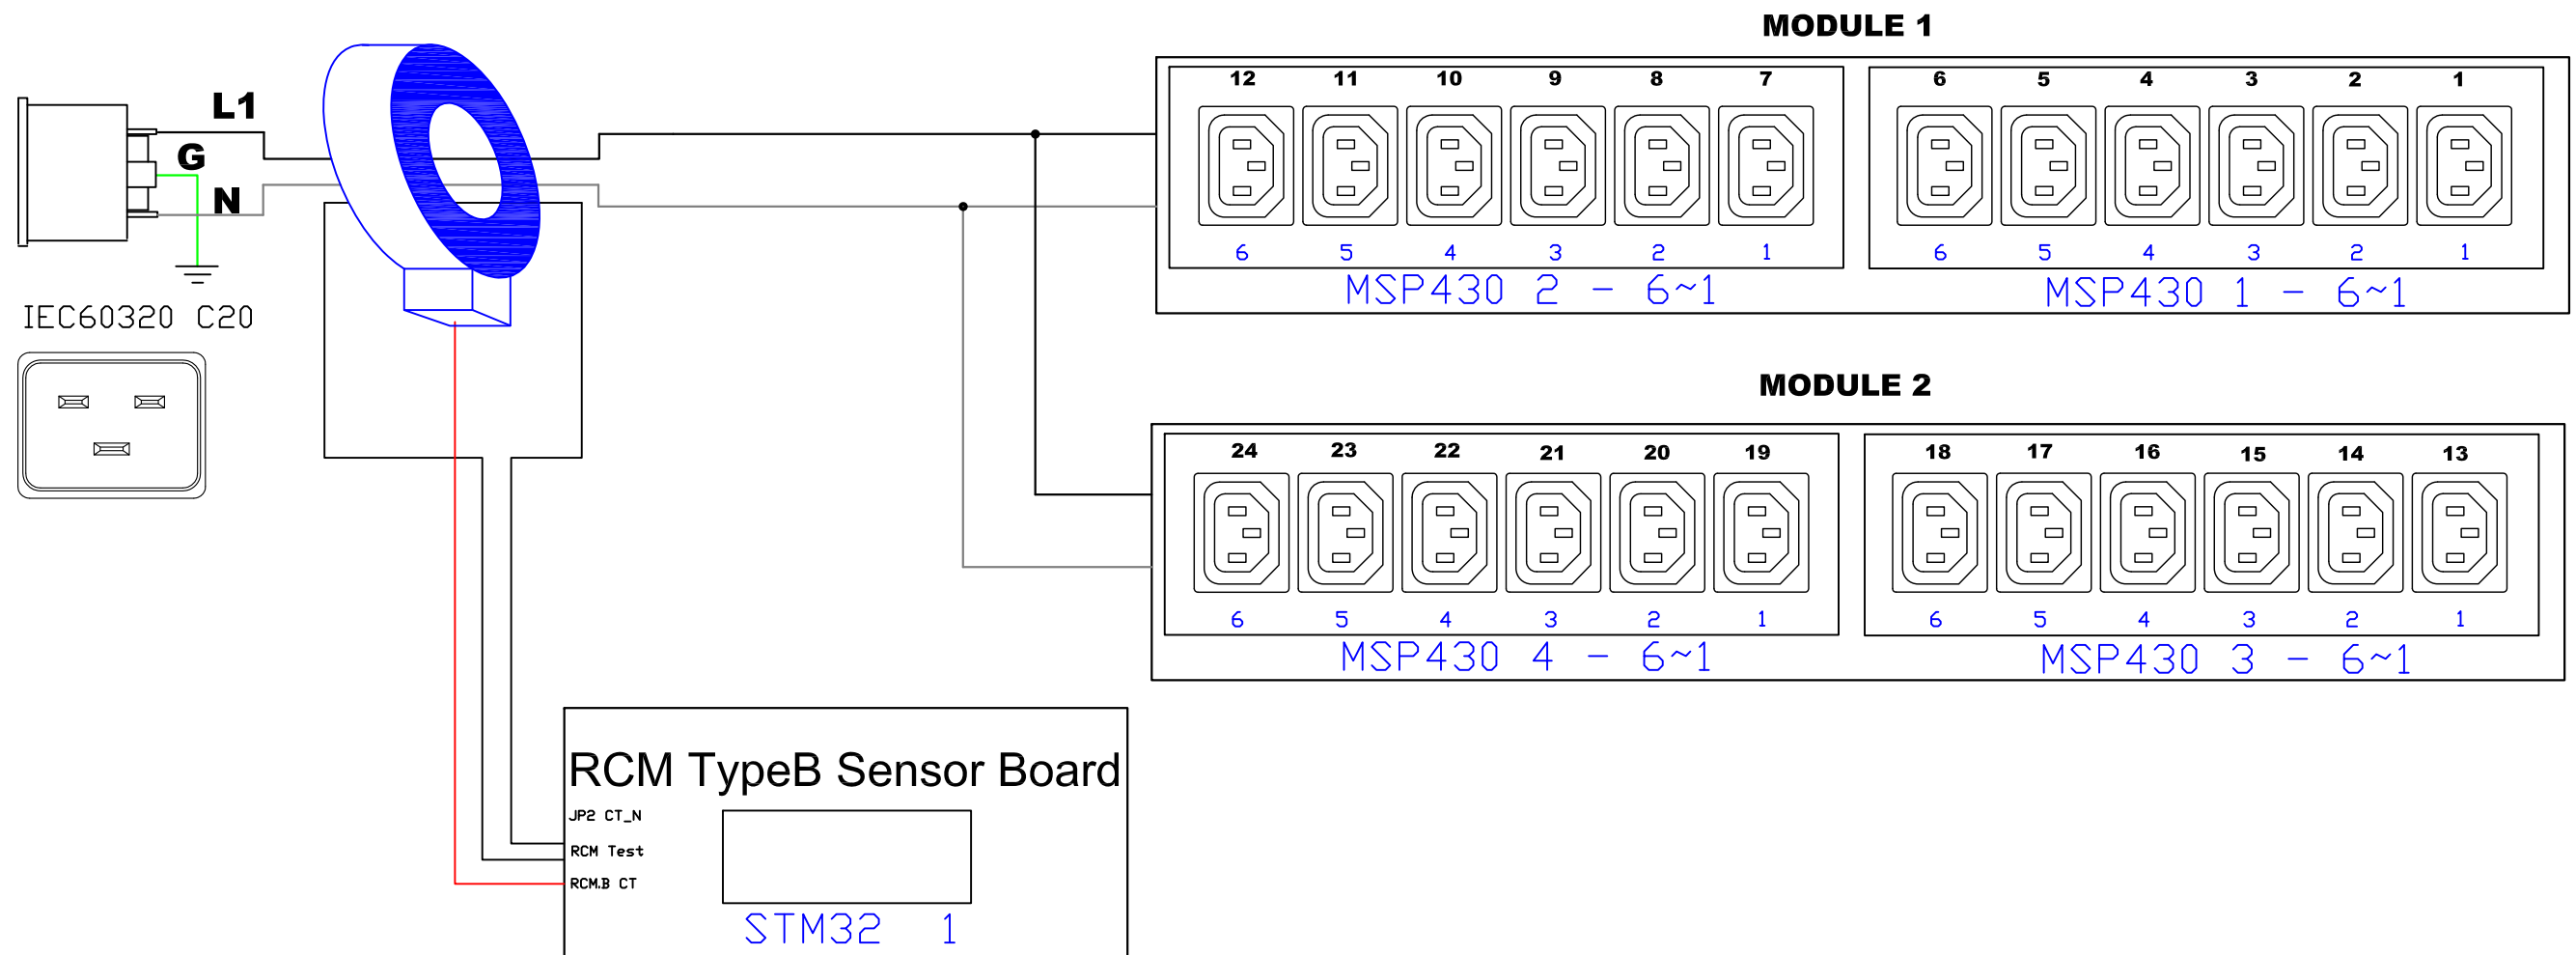 MODULE 1
12 11 10 9 8 7 6 5 4 3 2 1
L1
G
N
6 5 4 3 2 1 6 5 4 3 2 1
MSP430 2 - 6~1 MSP430 1 - 6~1
IEC60320 C20
MODULE 2
24 23 22 21 20 19 18 17 16 15 14 13
6 5 4 3 2 1 6 5 4 3 2 1
MSP430 4 - 6~1 MSP430 3 - 6~1
RCM TypeB Sensor Board
JP2 CT_N
RCM Test
RCM.B CT
STM32 1